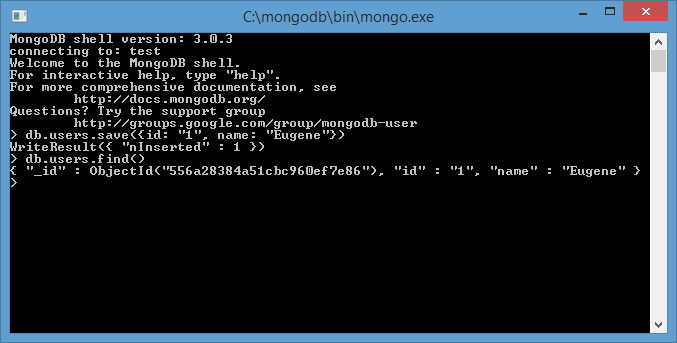 C:\mongodb\bin\mongo.exe
MongoDB shell version: 3.0.3
connecting to: test
Welcome to the MongoDB shell.
For interactive help, type "help".
For more comprehensive documentation, see
        http://docs.mongodb.org/
Questions? Try the support group
        http://groups.google.com/group/mongodb-user
> db.users.save({id: "1", name: "Eugene"})
WriteResult({ "nInserted" : 1 })
> db.users.find()
{ "_id" : ObjectId("556a28384a51cbc960ef7e86"), "id" : "1", "name" : "Eugene" }
>